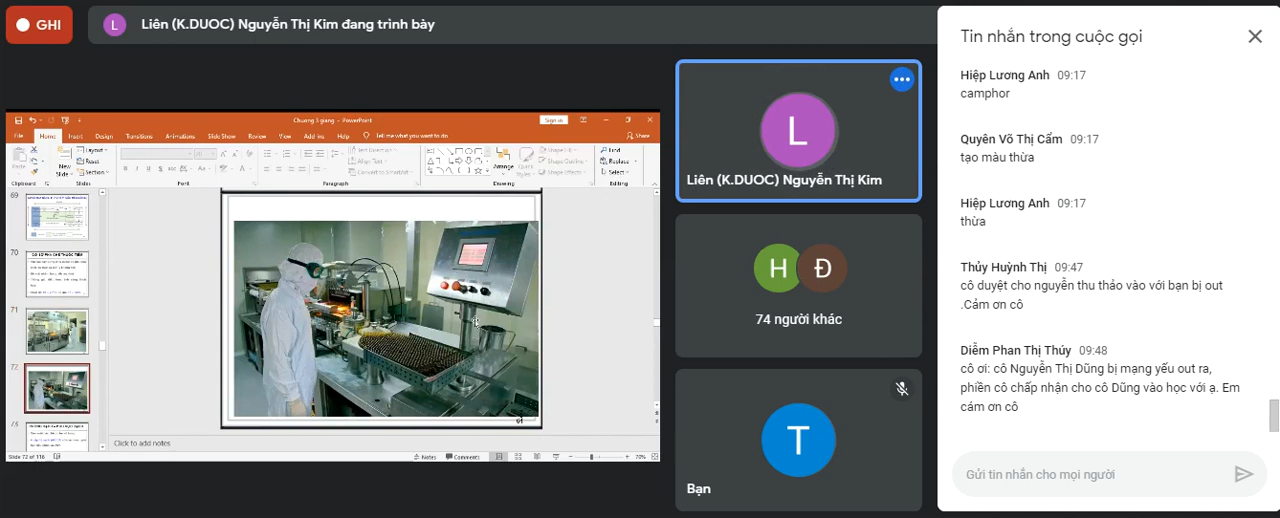 GHI
L
Liên (K.DUOC) Nguyễn Thị Kim đang trình bày
Chuong 3 giang - PowerPoint
Sign in
File Home Insert Design Transitions Animations Slide Show Review View Add-ins Help Tell me what you want to do
Share
Paste
New
Slide
Layout
Reset
Section
Text Direction
Align Text
Convert to SmartArt
Arrange
Quick
Styles
Shape Fill
Shape Outline
Shape Effects
Find
Replace
Select
Clipboard
Slides
Font
Paragraph
Drawing
Editing
69
70
71
72
73
Click to add notes
Slide 72 of 116
Notes
Comments
70%
L
Liên (K.DUOC) Nguyễn Thị Kim
H
Đ
74 người khác
T
Bạn
Tin nhắn trong cuộc gọi
Hiệp Lương Anh 09:17
camphor
Quyên Võ Thị Cẩm 09:17
tạo màu thừa
Hiệp Lương Anh 09:17
thừa
Thủy Huỳnh Thị 09:47
cô duyệt cho nguyễn thu thảo vào với bạn bị out
.Cảm ơn cô
Diễm Phan Thị Thúy 09:48
cô ơi: cô Nguyễn Thị Dũng bị mạng yếu out ra,
phiền cô chấp nhận cho cô Dũng vào học với ạ. Em
cám ơn cô
Gửi tin nhắn cho mọi người